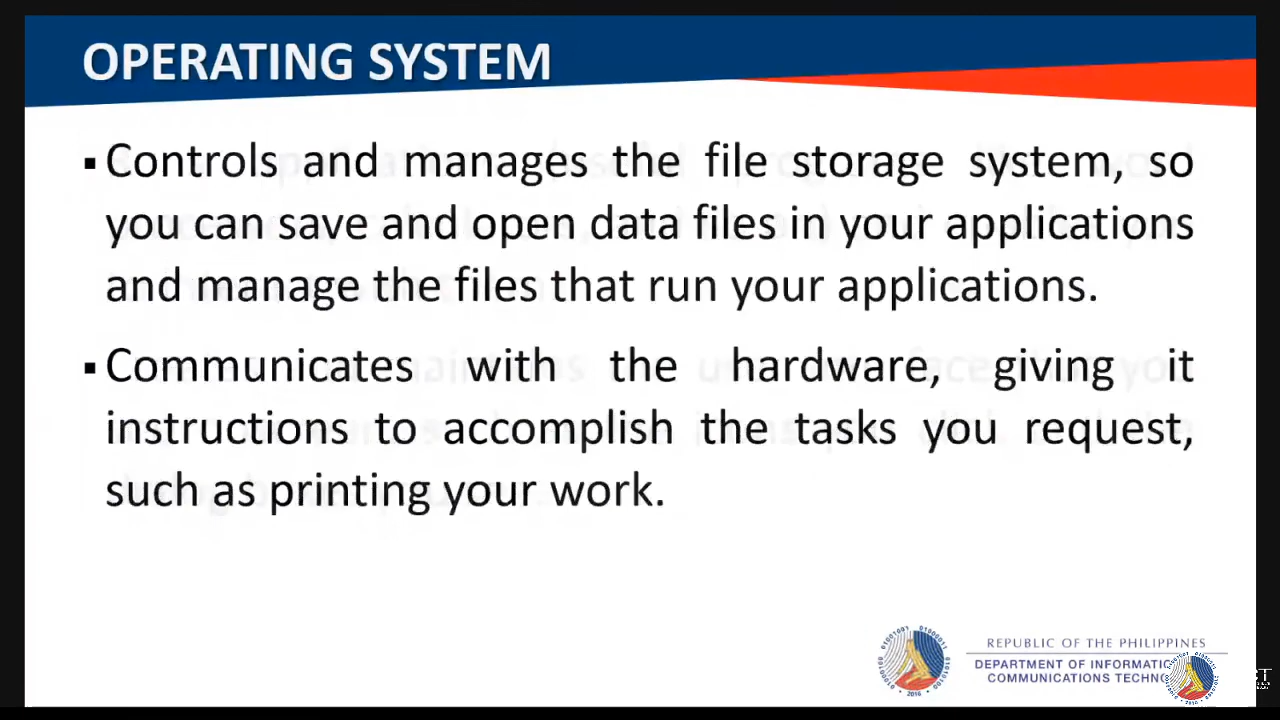 OPERATING SYSTEM
▪ Controls and manages the file storage system, so
you can save and open data files in your applications
and manage the files that run your applications.
▪ Communicates with the hardware, giving it
instructions to accomplish the tasks you request,
such as printing your work.
REPUBLIC OF THE PHILIPPINES
DEPARTMENT OF INFORMATIC
COMMUNICATIONS TECHNO
2016